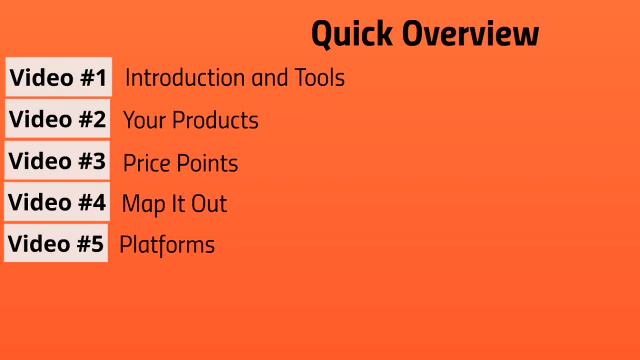 Quick Overview
Video #1 Introduction and Tools
Video #2 Your Products
Video #3 Price Points
Video #4 Map It Out
Video #5 Platforms